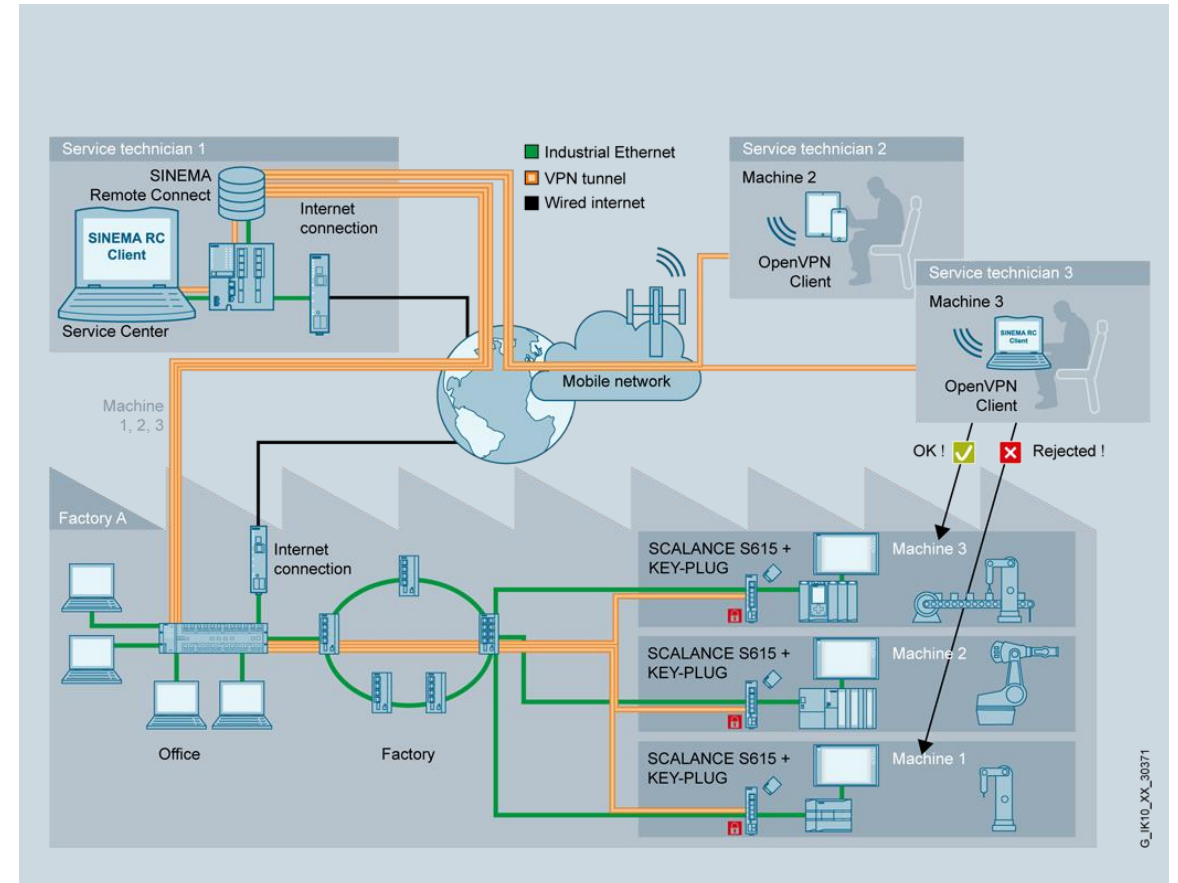 Service technician 1
SINEMA
Remote Connect
Internet
connection
SINEMA RC
Client
Service Center
Industrial Ethernet
VPN tunnel
Wired internet
Service technician 2
Machine 2
OpenVPN
Client
Service technician 3
Machine 3
SINEMA RC
Client
OpenVPN
Client
Mobile network
Machine
1, 2, 3
OK !
Rejected !
Factory A
Internet
connection
Office
Factory
SCALANCE S615 +
KEY-PLUG
Machine 3
SCALANCE S615 +
KEY-PLUG
Machine 2
SCALANCE S615 +
KEY-PLUG
Machine 1
G_IK10_XX_30371